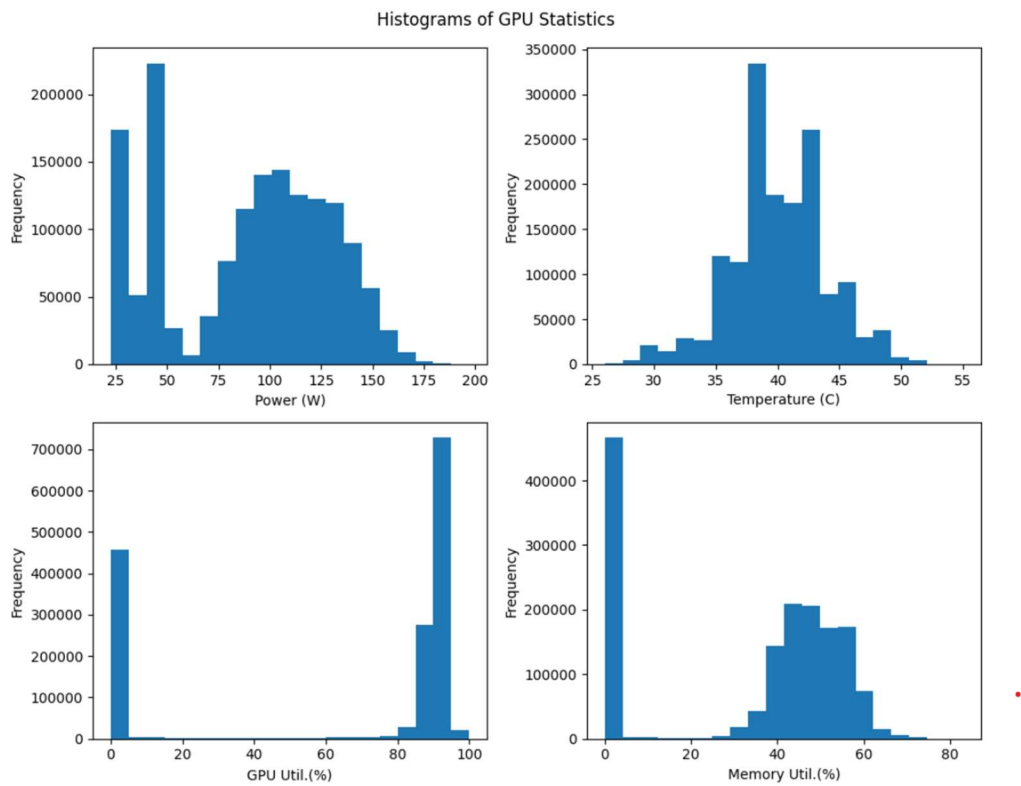 Histograms of GPU Statistics
Frequency
200000
150000
100000
50000
0
25 50 75 100 125 150 175 200
Power (W)
Frequency
350000
300000
250000
200000
150000
100000
50000
0
25 30 35 40 45 50 55
Temperature (C)
Frequency
700000
600000
500000
400000
300000
200000
100000
0
0 20 40 60 80 100
GPU Util.(%)
Frequency
400000
300000
200000
100000
0
0 20 40 60 80
Memory Util.(%)